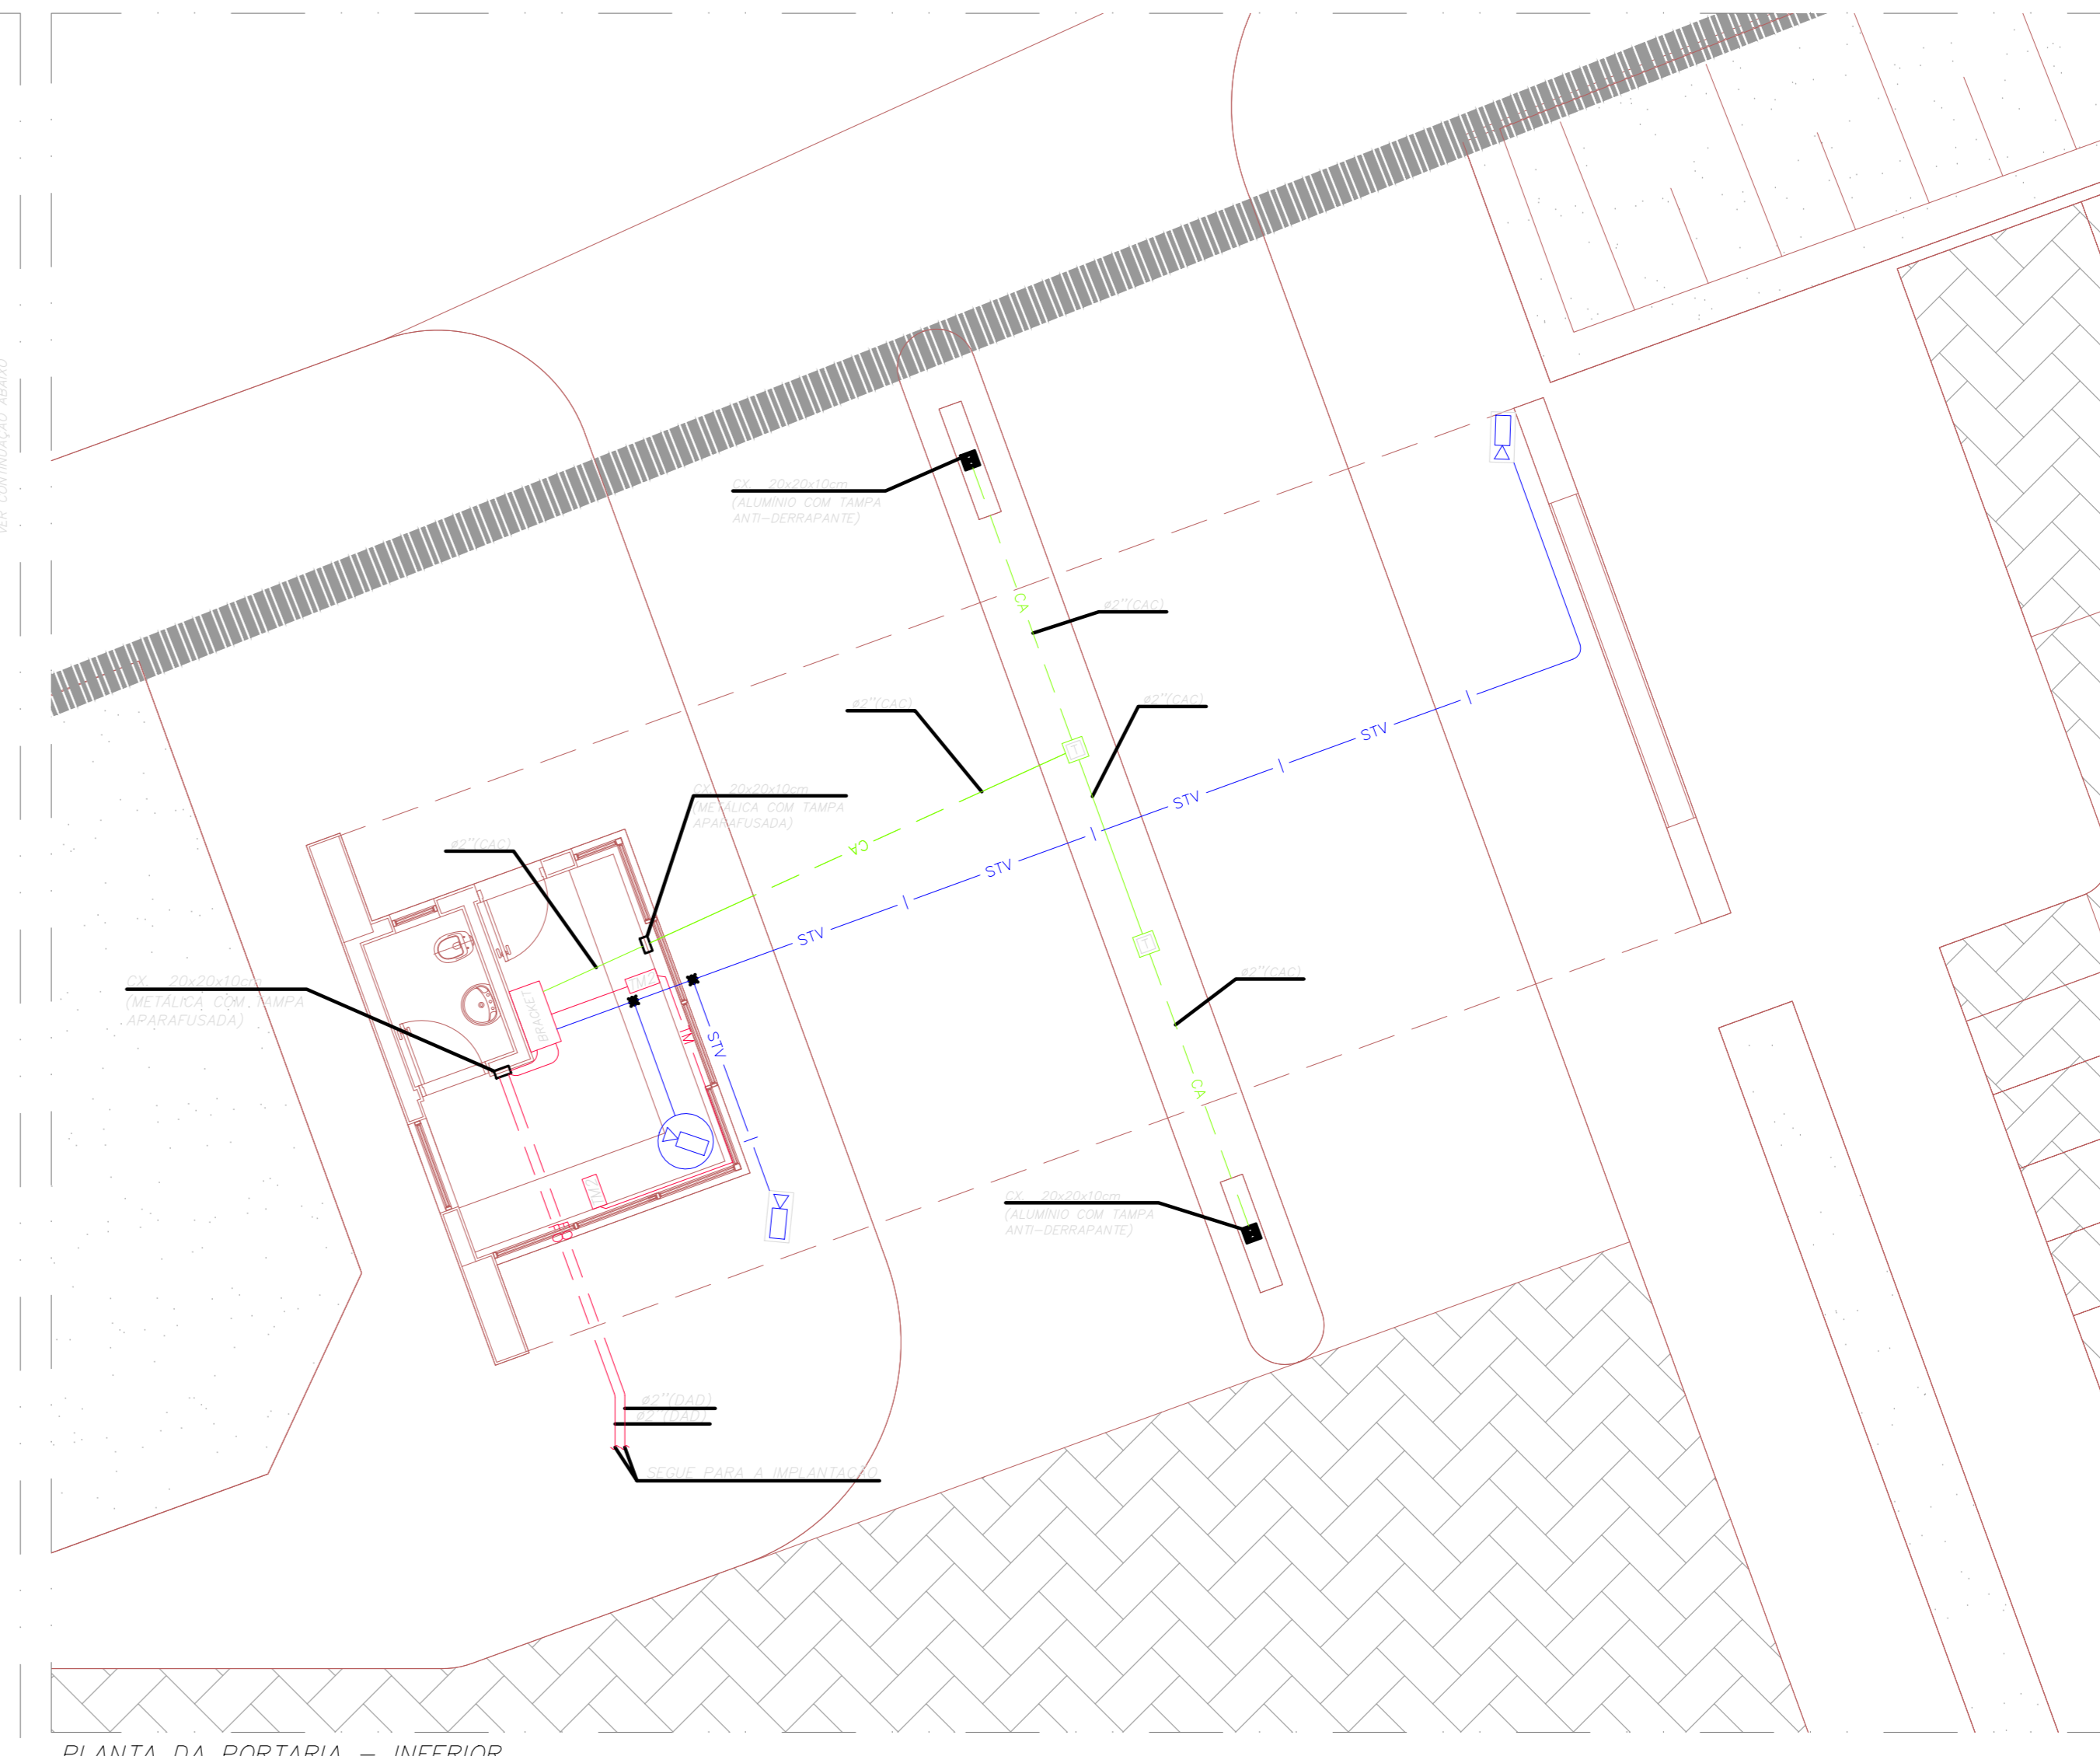 VER CONTINUAÇÃO ABAIXO
CX. 20x20x10cm
(ALUMÍNIO COM TAMPA
ANTI-DERRAPANTE)
CA
ø2"(CAC)
ø2"(CAC)
ø2"(CAC)
T
STV
STV
STV
STV
CX. 20x20x10cm
(METÁLICA COM TAMPA
APARAFUSADA)
CA
ø2"(CAC)
T
CX. 20x20x10cm
(METÁLICA COM TAMPA
APARAFUSADA)
BRACKET
TM2
TM
STV
ø2"(CAC)
CA
TM2
CX. 20x20x10cm
(ALUMÍNIO COM TAMPA
ANTI-DERRAPANTE)
ø2"(DAD)
ø2"(DAD)
SEGUE PARA A IMPLANTAÇÃO
PLANTA DA PORTARIA - INFERIOR